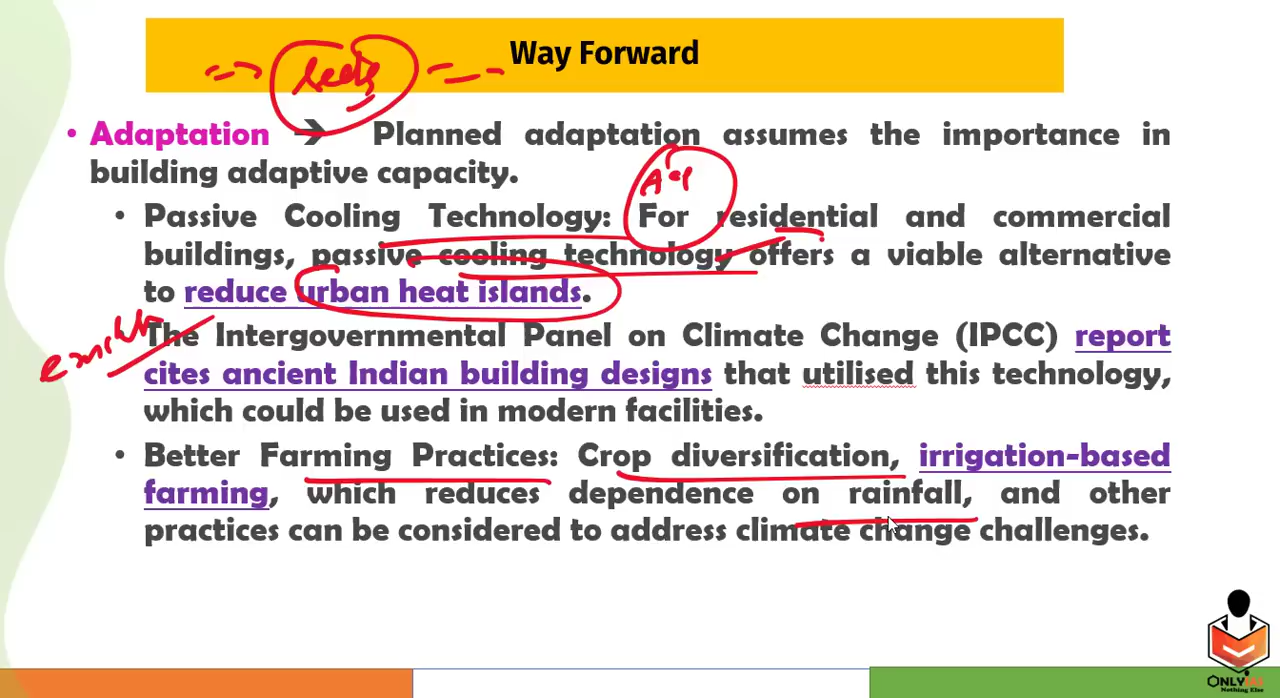 Way Forward
• Adaptation ➔ Planned adaptation assumes the importance in
building adaptive capacity.
• Passive Cooling Technology: For residential and commercial
buildings, passive cooling technology offers a viable alternative
to reduce urban heat islands.
• The Intergovernmental Panel on Climate Change (IPCC) report
cites ancient Indian building designs that utilised this technology,
which could be used in modern facilities.
• Better Farming Practices: Crop diversification, irrigation-based
farming, which reduces dependence on rainfall, and other
practices can be considered to address climate change challenges.
ONLYIAS
Nothing Else